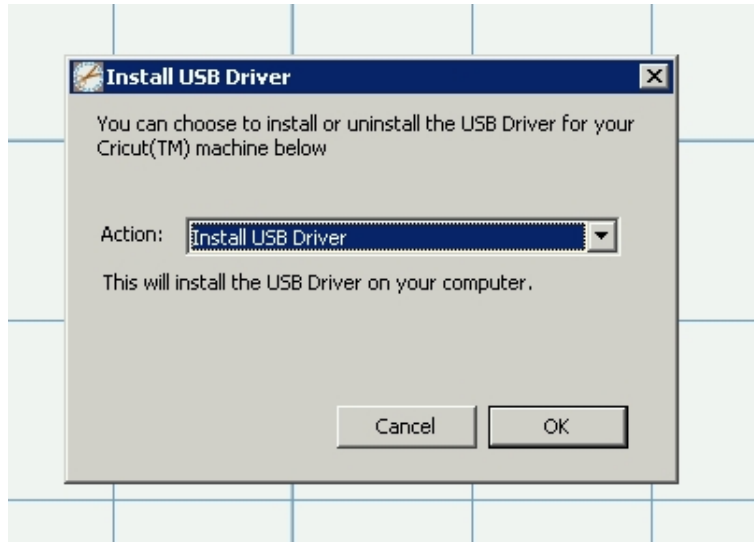 Install USB Driver
You can choose to install or uninstall the USB Driver for your
Cricut(TM) machine below
Action: Install USB Driver
This will install the USB Driver on your computer.
Cancel OK